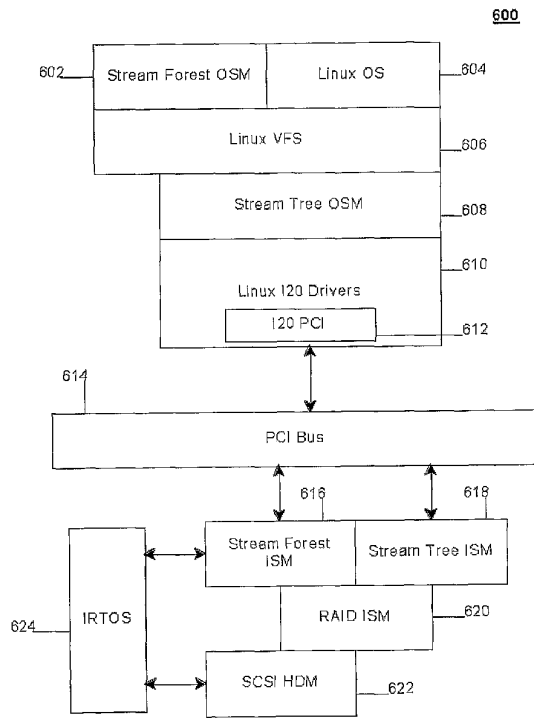 600
602
Stream Forest OSM
Linux OS
604
Linux VFS
606
Stream Tree OSM
608
610
Linux I20 Drivers
I20 PCI
612
614
PCI Bus
616
618
Stream Forest
ISM
Stream Tree ISM
IRTOS
624
RAID ISM
620
SCSI HDM
622